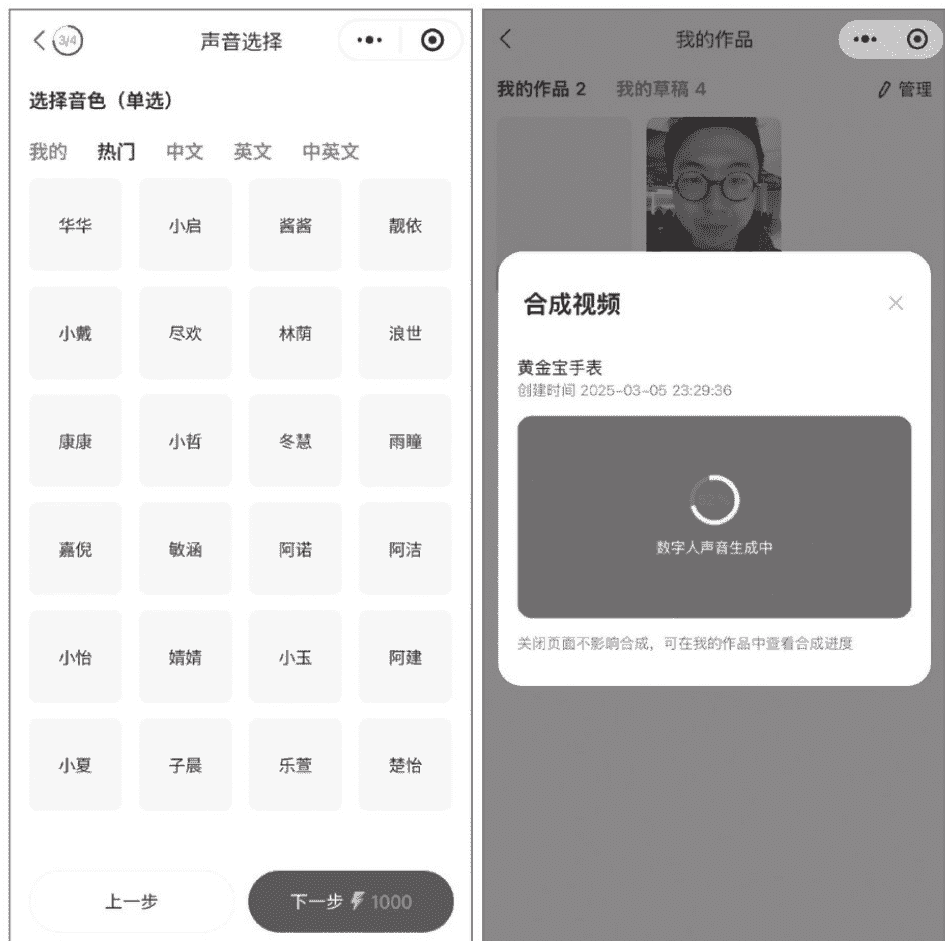 3/4
声音选择
选择音色（单选）
我的 热门 中文 英文 中英文
华华 小启 酱酱 靓依
小戴 尽欢 林荫 浪世
康康 小哲 冬慧 雨瞳
嘉倪 敏涵 阿诺 阿洁
小怡 婧婧 小玉 阿建
小夏 子晨 乐萱 楚怡
上一步 下一步 1000
我的作品
我的作品 2 我的草稿 4 管理
合成视频
黄金宝手表
创建时间 2025-03-05 23:29:36
62%
数字人声音生成中
关闭页面不影响合成，可在我的作品中查看合成进度